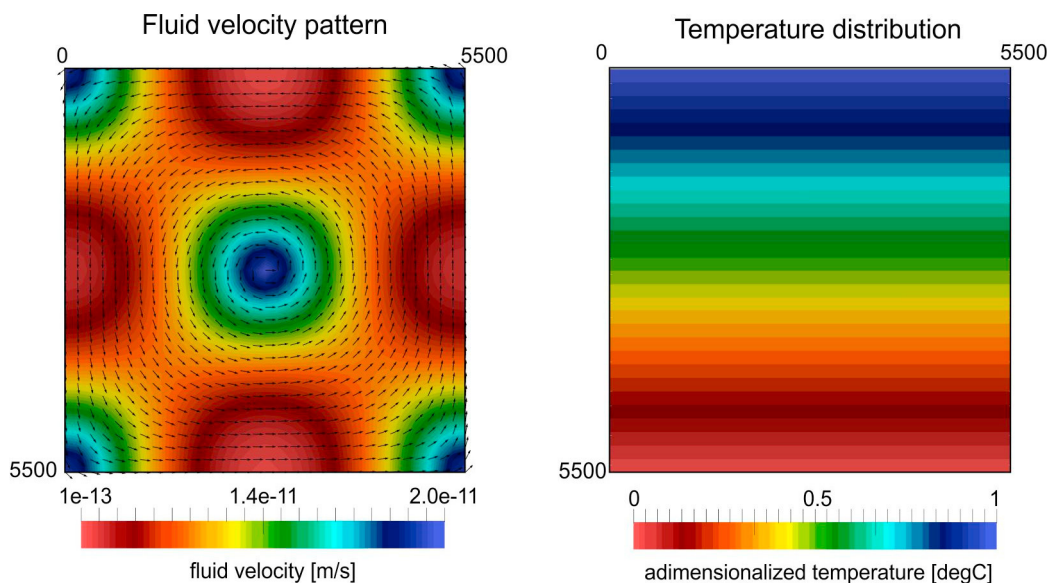 Fluid velocity pattern
0
5500
5500
1e-13
1.4e-11
2.0e-11
fluid velocity [m/s]
Temperature distribution
0
5500
5500
0
0.5
1
adimensionalized temperature [degC]